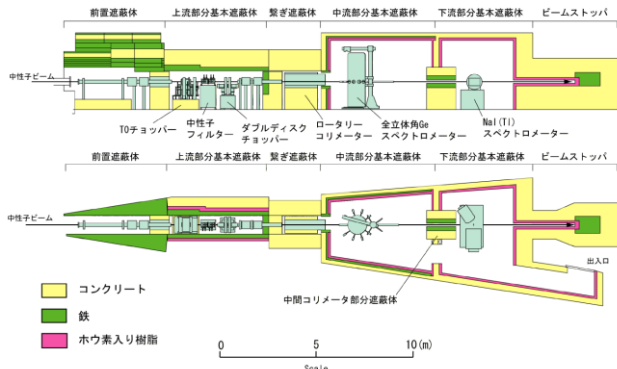 前置遮蔽体
上流部分基本遮蔽体
繋ぎ遮蔽体
中流部分基本遮蔽体
下流部分基本遮蔽体
ビームストッパ
中性子ビーム
T0チョッパー
中性子
フィルター
ダブルディスク
チョッパー
ロータリー
コリメーター
全立体角Ge
スペクトロメーター
NaI(Tl)
スペクトロメーター
前置遮蔽体
上流部分基本遮蔽体
繋ぎ遮蔽体
中流部分基本遮蔽体
下流部分基本遮蔽体
ビームストッパ
中性子ビーム
出入口
中間コリメータ部分遮蔽体
コンクリート
鉄
ホウ素入り樹脂
0
5
10(m)
Scale